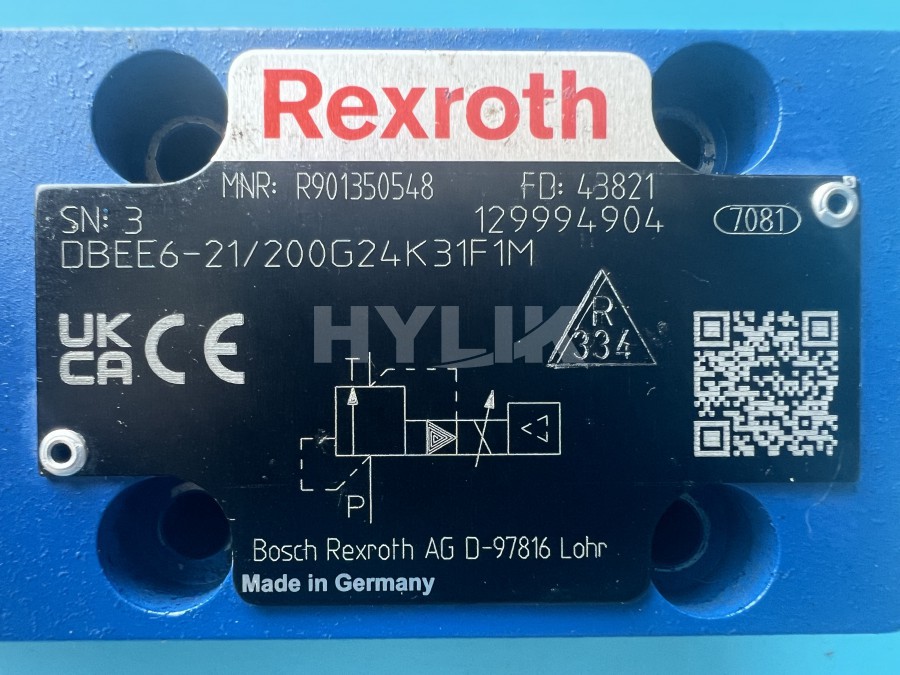 Rexroth
MNR: R901350548 FD: 43821
SN: 3 129994904 7081
DBEE6-21/200G24K31F1M
HYLIK
UK
CA CE
R
334
T
P
Bosch Rexroth AG D-97816 Lohr
Made in Germany